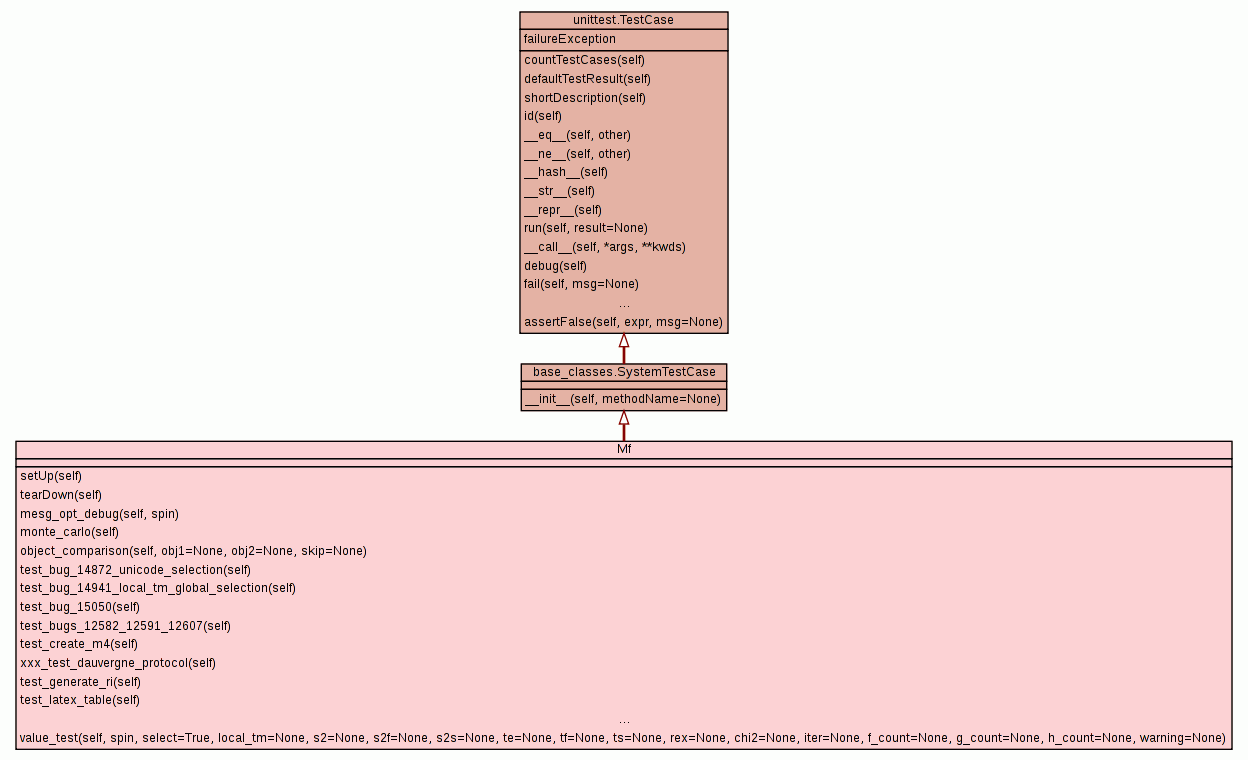 unittest.TestCase
failureException
countTestCases(self)
defaultTestResult(self)
shortDescription(self)
id(self)
__eq__(self, other)
__ne__(self, other)
__hash__(self)
__str__(self)
__repr__(self)
run(self, result=None)
__call__(self, *args, **kwds)
debug(self)
fail(self, msg=None)
...
assertFalse(self, expr, msg=None)
base_classes.SystemTestCase
__init__(self, methodName=None)
Mf
setUp(self)
tearDown(self)
mesg_opt_debug(self, spin)
monte_carlo(self)
object_comparison(self, obj1=None, obj2=None, skip=None)
test_bug_14872_unicode_selection(self)
test_bug_14941_local_tm_global_selection(self)
test_bug_15050(self)
test_bugs_12582_12591_12607(self)
test_create_m4(self)
xxx_test_dauvergne_protocol(self)
test_generate_ri(self)
test_latex_table(self)
...
value_test(self, spin, select=True, local_tm=None, s2=None, s2f=None, s2s=None, te=None, tf=None, ts=None, rex=None, chi2=None, iter=None, f_count=None, g_count=None, h_count=None, warning=None)